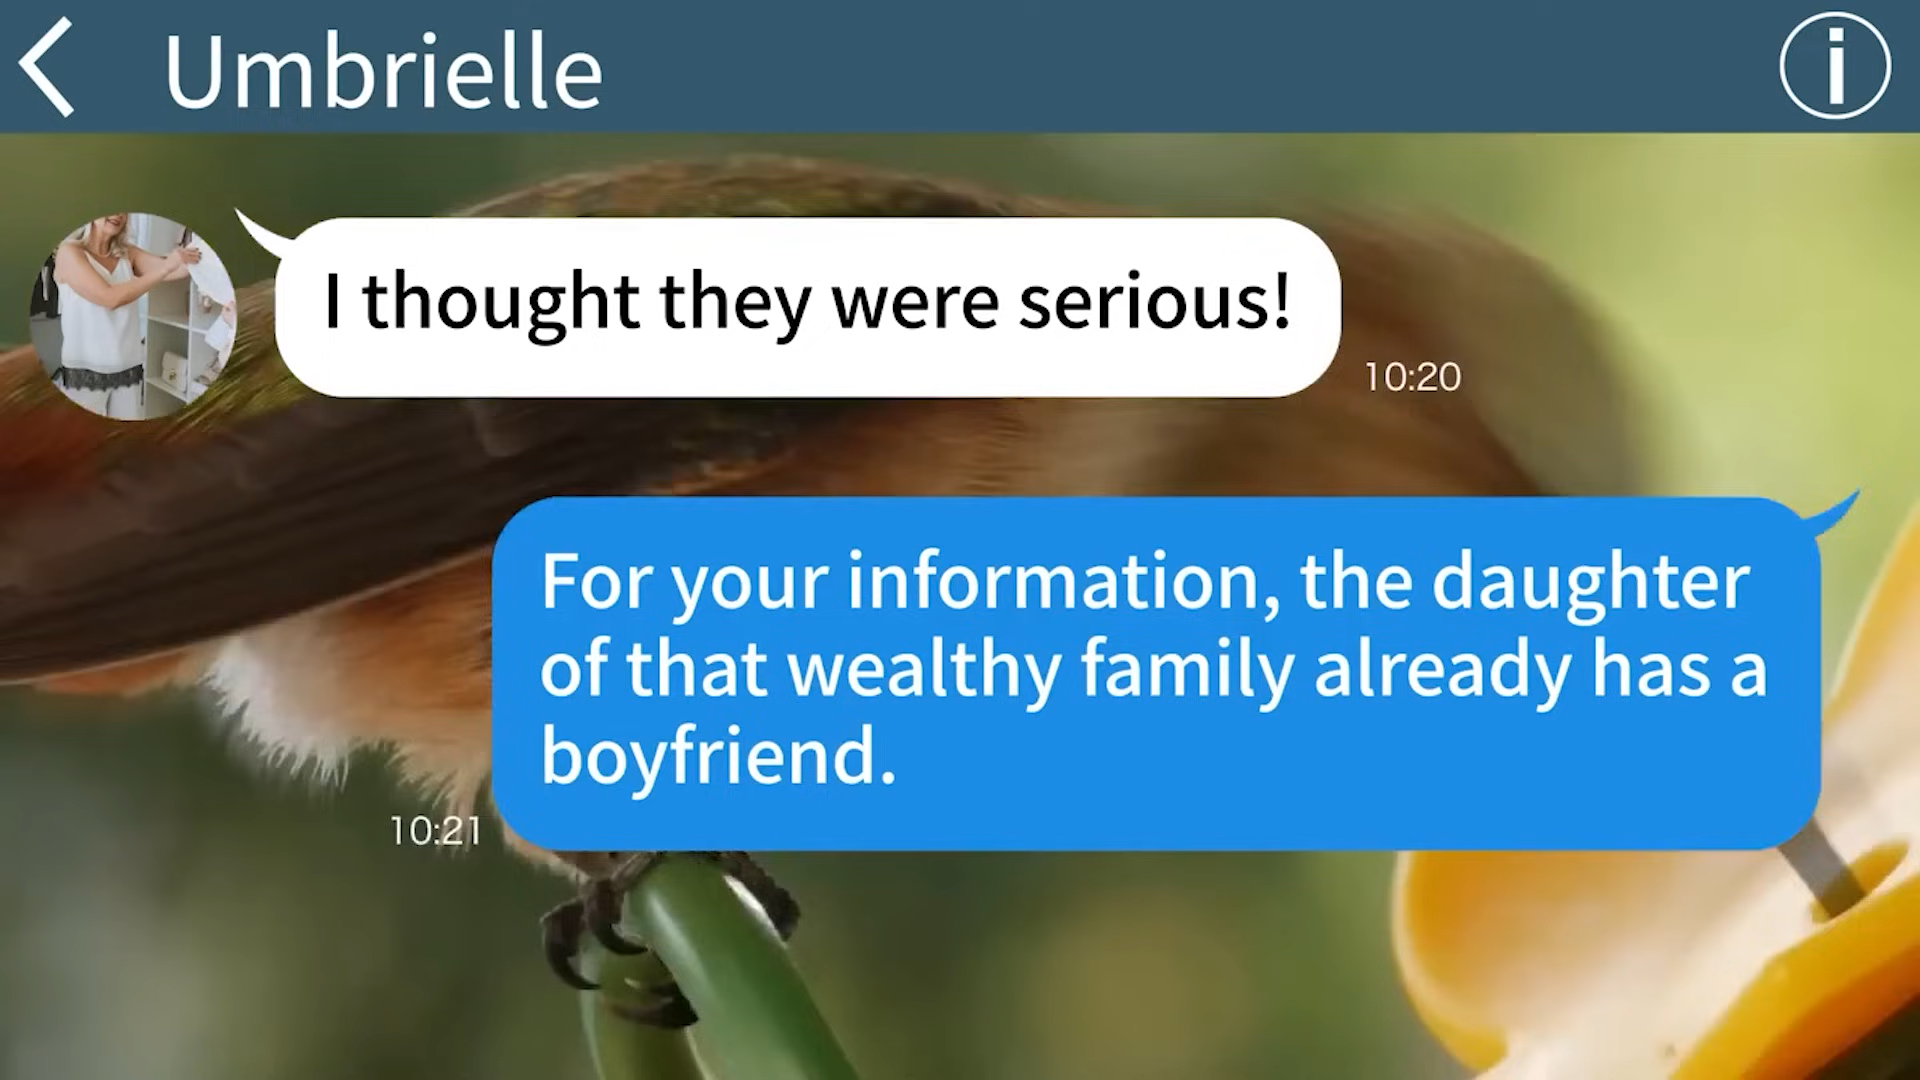 Umbrielle
i
I thought they were serious!
10:20
For your information, the daughter
of that wealthy family already has a
boyfriend.
10:21